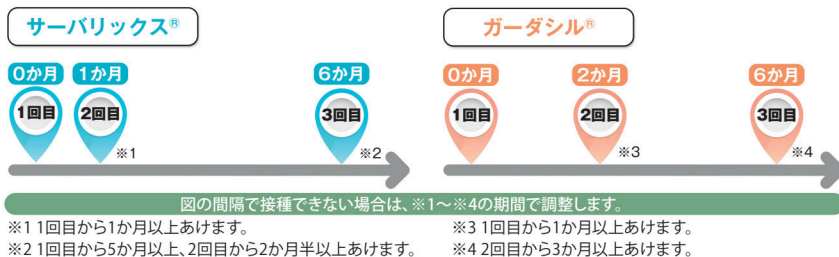 サーバリックス®
0か月 1か月 6か月
1回目 2回目 3回目
※1 ※2
ガーダシル®
0か月 2か月 6か月
1回目 2回目 3回目
※3 ※4
図の間隔で接種できない場合は、※1〜※4の期間で調整します。
※1 1回目から1か月以上あけます。
※2 1回目から5か月以上、2回目から2か月半以上あけます。
※3 1回目から1か月以上あけます。
※4 2回目から3か月以上あけます。